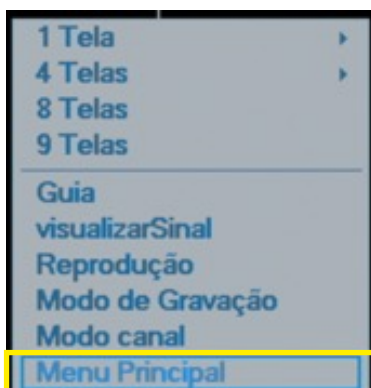 1 Tela
4 Telas
8 Telas
9 Telas
Guia
visualizarSinal
Reprodução
Modo de Gravação
Modo canal
Menu Principal